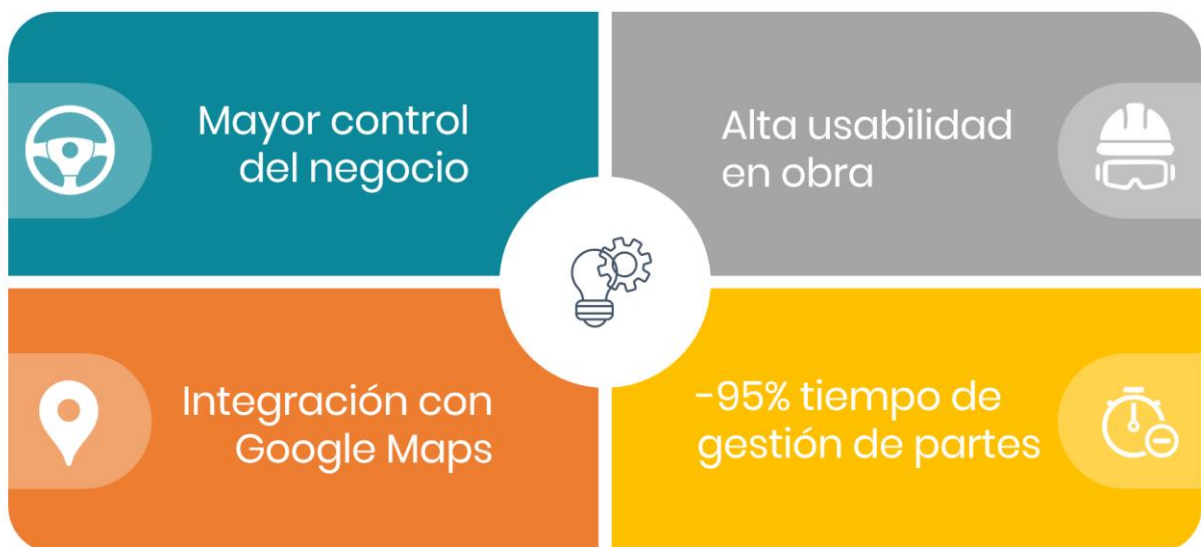 Mayor control
del negocio
Alta usabilidad
en obra
Integración con
Google Maps
-95% tiempo de
gestión de partes